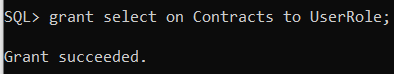 SQL> grant select on Contracts to UserRole;
Grant succeeded.